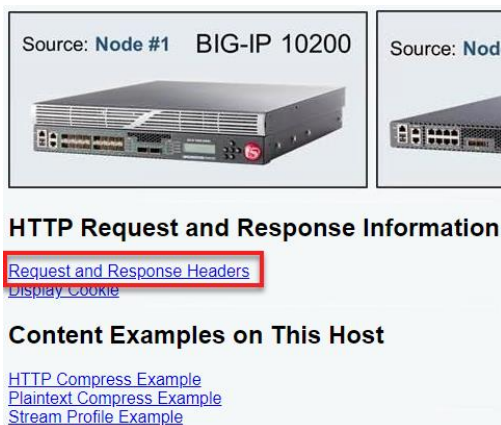 Source: Node #1 BIG-IP 10200
Source: Nod
HTTP Request and Response Information
Request and Response Headers
Display Cookie
Content Examples on This Host
HTTP Compress Example
Plaintext Compress Example
Stream Profile Example